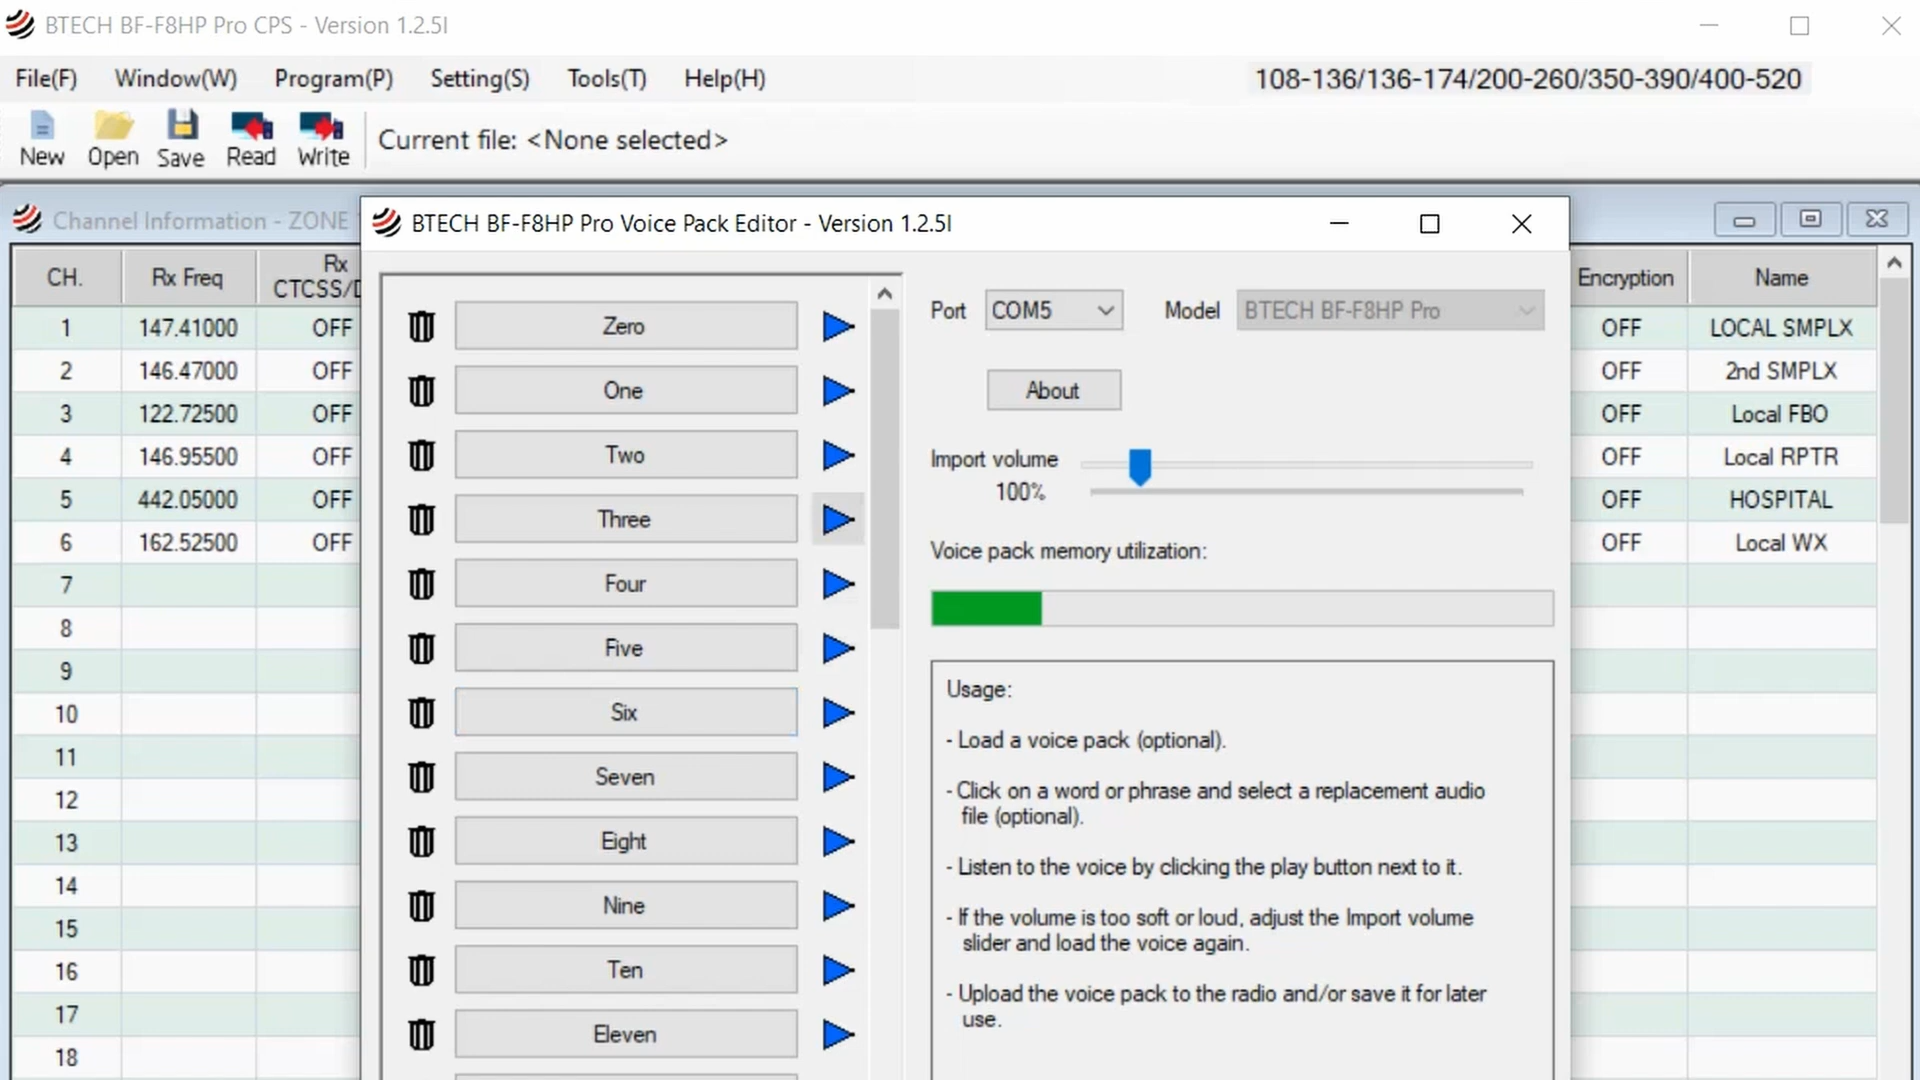 BTECH BF-F8HP Pro CPS - Version 1.2.5I
File(F) Window(W) Program(P) Setting(S) Tools(T) Help(H) 108-136/136-174/200-260/350-390/400-520
New Open Save Read Write Current file: <None selected>
Channel Information - ZONE
BTECH BF-F8HP Pro Voice Pack Editor - Version 1.2.5I
CH. Rx Freq Rx CTCSS/D Encryption Name
1 147.41000 OFF OFF LOCAL SMPLX
2 146.47000 OFF OFF 2nd SMPLX
3 122.72500 OFF OFF Local FBO
4 146.95500 OFF OFF Local RPTR
5 442.05000 OFF OFF HOSPITAL
6 162.52500 OFF OFF Local WX
7
8
9
10
11
12
13
14
15
16
17
18
Zero
One
Two
Three
Four
Five
Six
Seven
Eight
Nine
Ten
Eleven
Port COM5 Model BTECH BF-F8HP Pro
About
Import volume
100%
Voice pack memory utilization:
Usage:
- Load a voice pack (optional).
- Click on a word or phrase and select a replacement audio
file (optional).
- Listen to the voice by clicking the play button next to it.
- If the volume is too soft or loud, adjust the Import volume
slider and load the voice again.
- Upload the voice pack to the radio and/or save it for later
use.